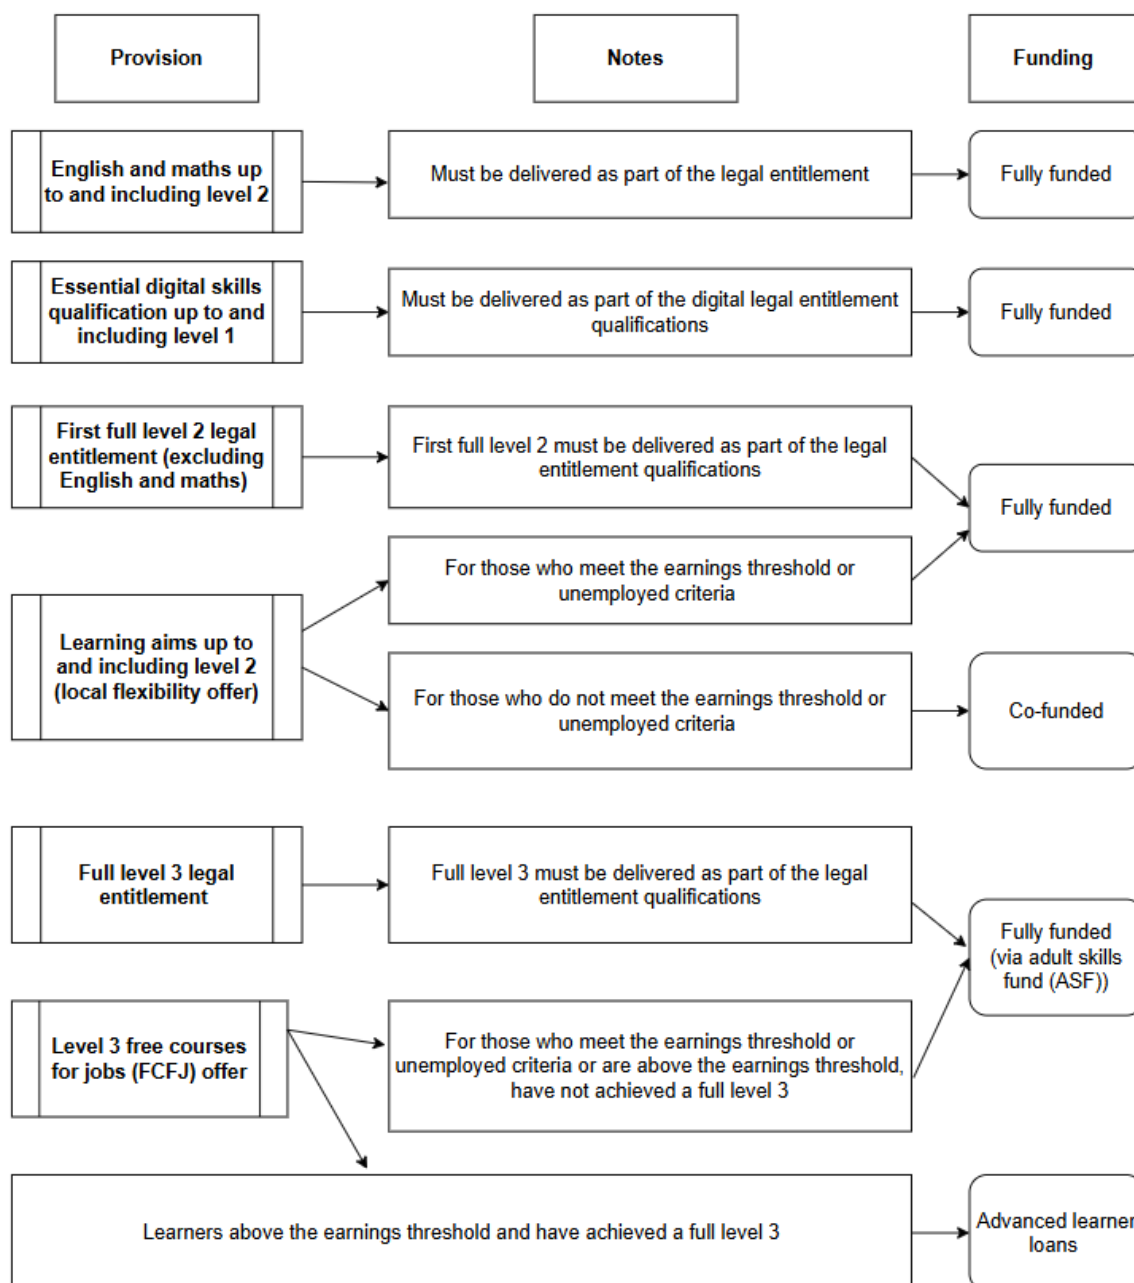 Provision
Notes
Funding
English and maths up
to and including level 2
Must be delivered as part of the legal entitlement
Fully funded
Essential digital skills
qualification up to and
including level 1
Must be delivered as part of the digital legal entitlement
qualifications
Fully funded
First full level 2 legal
entitlement (excluding
English and maths)
First full level 2 must be delivered as part of the legal
entitlement qualifications
Fully funded
Learning aims up to
and including level 2
(local flexibility offer)
For those who meet the earnings threshold or
unemployed criteria
For those who do not meet the earnings threshold or
unemployed criteria
Co-funded
Full level 3 legal
entitlement
Full level 3 must be delivered as part of the legal
entitlement qualifications
Fully funded
(via adult skills
fund (ASF))
Level 3 free courses
for jobs (FCFJ) offer
For those who meet the earnings threshold or
unemployed criteria or are above the earnings threshold,
have not achieved a full level 3
Learners above the earnings threshold and have achieved a full level 3
Advanced learner
loans